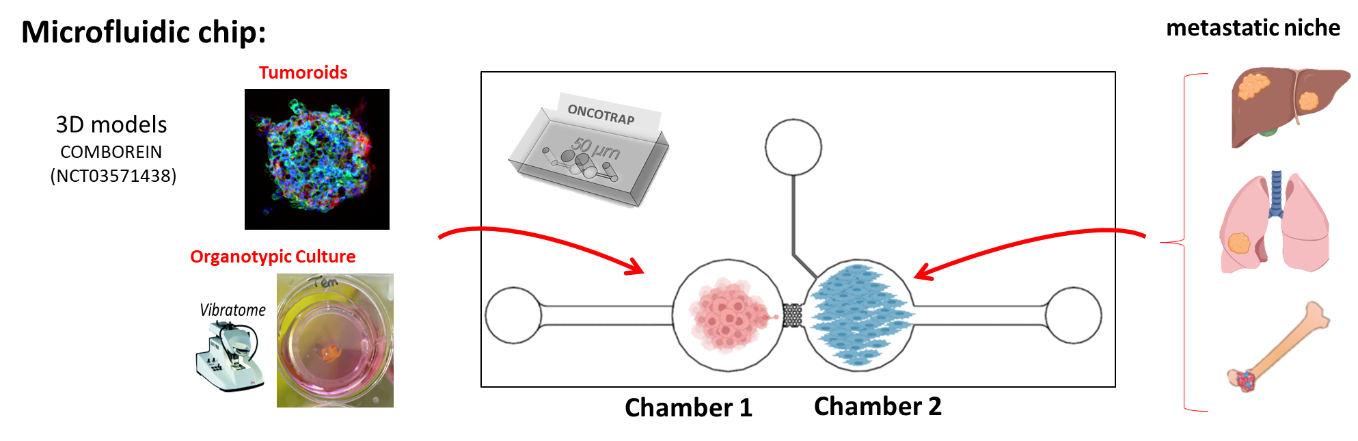 Microfluidic chip:
metastatic niche
Tumoroids
3D models
COMBOREIN
(NCT03571438)
ONCOTRAP
50 µm
Organotypic Culture
Vibratome
Tem
Chamber 1
Chamber 2